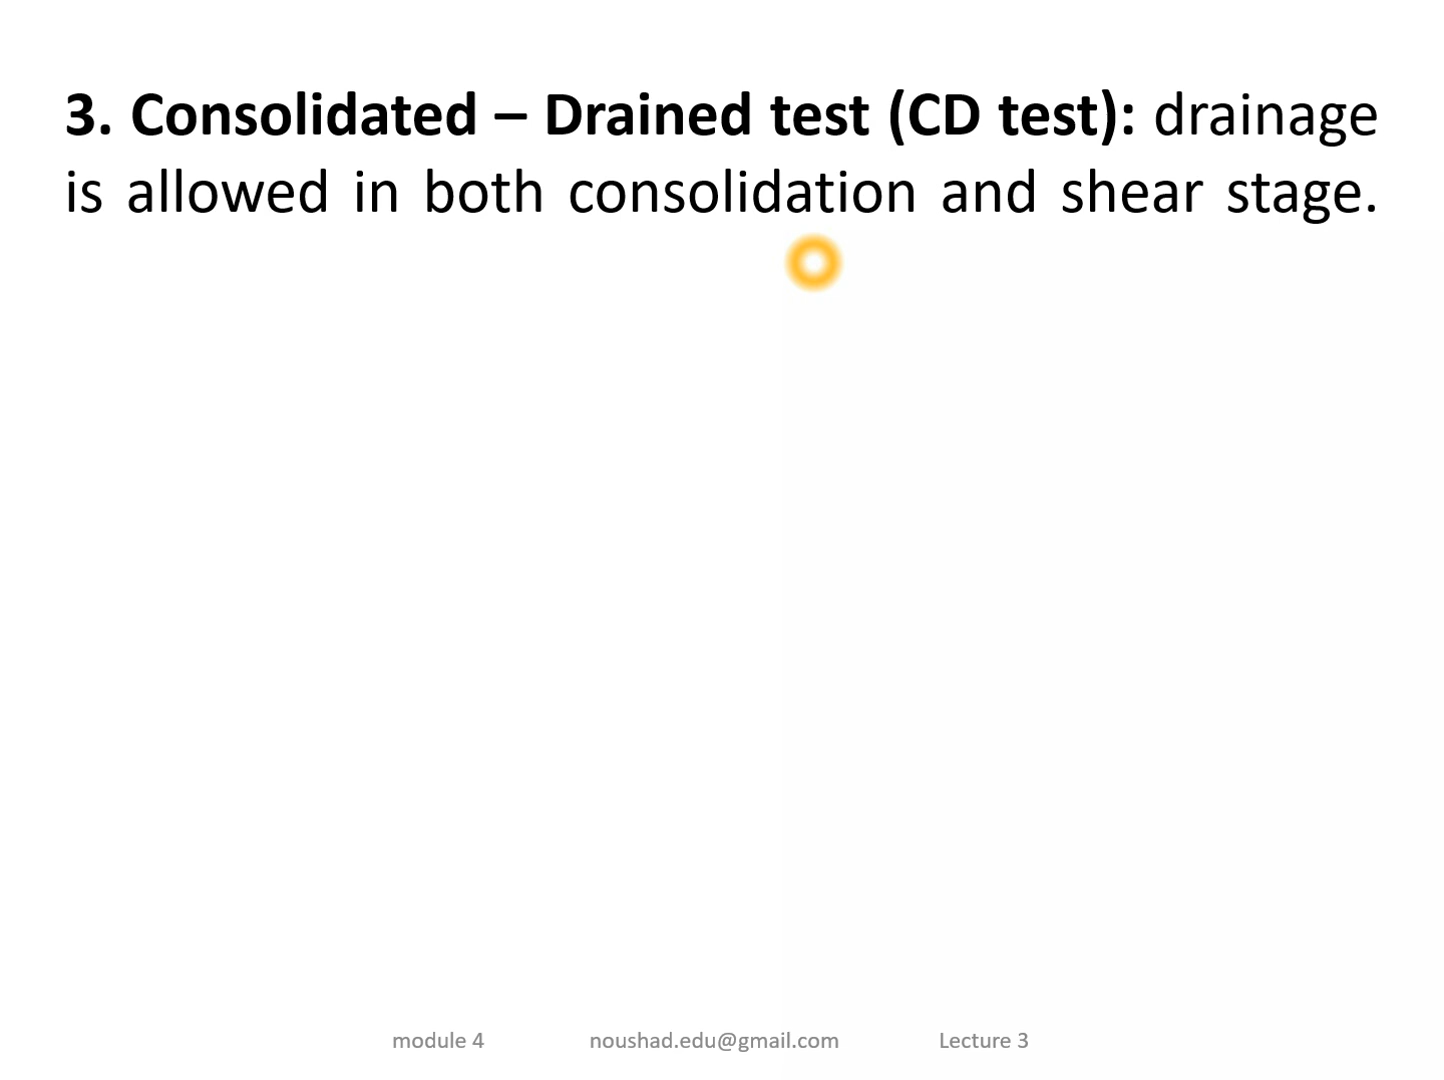 3. Consolidated – Drained test (CD test): drainage
is allowed in both consolidation and shear stage.
module 4 noushad.edu@gmail.com Lecture 3